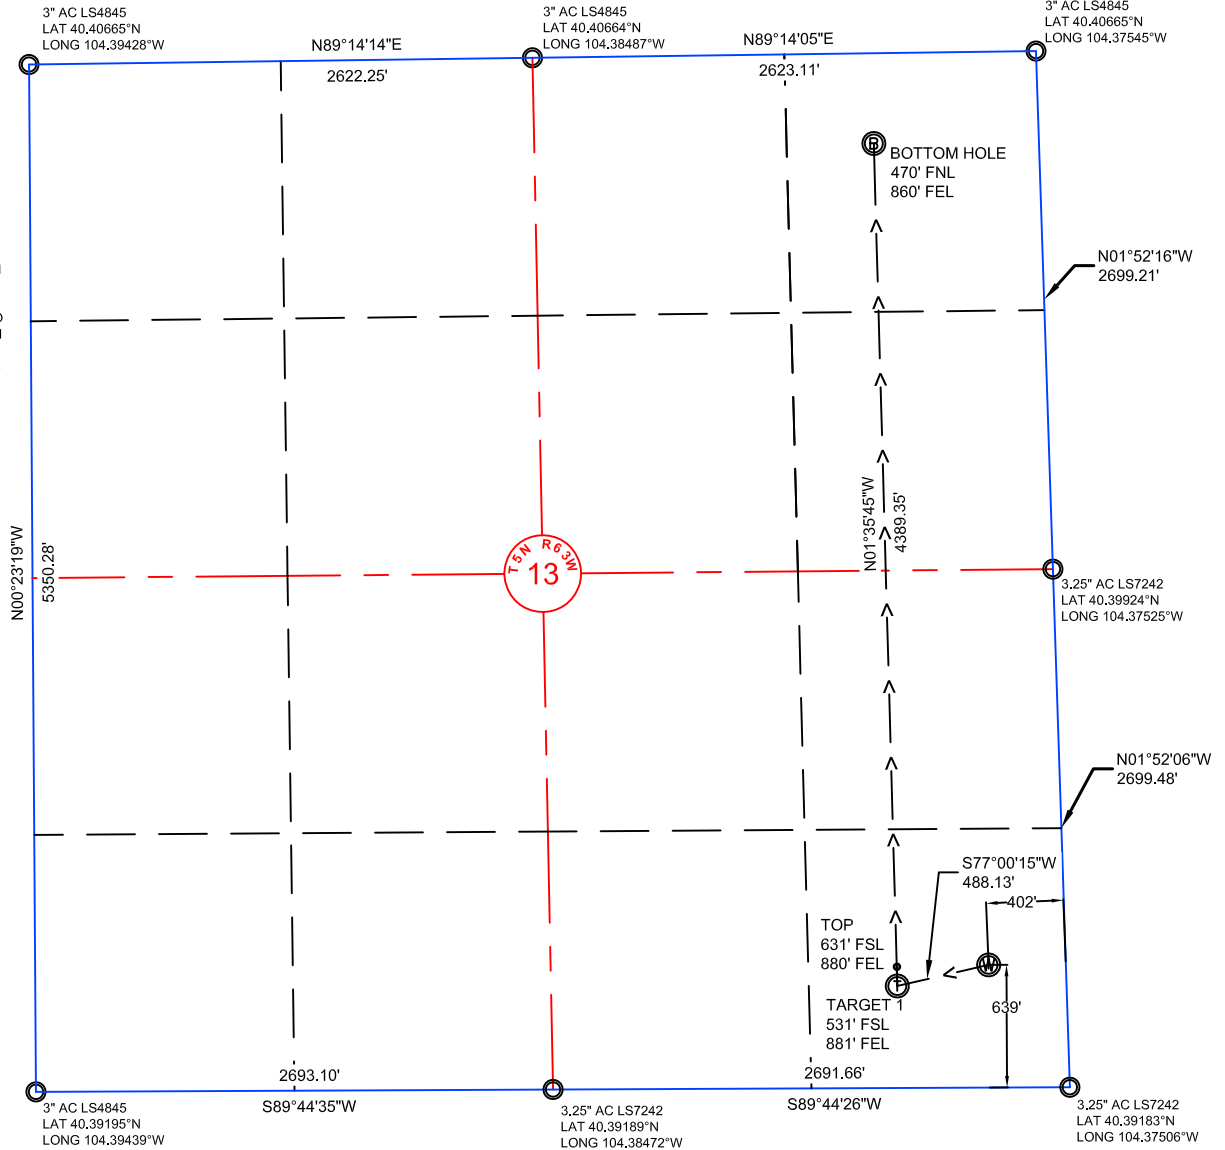 3" AC LS4845
LAT 40.40665°N
LONG 104.39428°W
3" AC LS4845
LAT 40.40664°N
LONG 104.38487°W
3" AC LS4845
LAT 40.40665°N
LONG 104.37545°W
N89°14'14"E
2622.25'
N89°14'05"E
2623.11'
B
BOTTOM HOLE
470' FNL
860' FEL
N01°52'16"W
2699.21'
N00°23'19"W
5350.28'
T5N R63W
13
N01°35'45"W
4389.35'
3.25" AC LS7242
LAT 40.39924°N
LONG 104.37525°W
N01°52'06"W
2699.48'
S77°00'15"W
488.13'
402'
TOP
631' FSL
880' FEL
W
T
TARGET 1
531' FSL
881' FEL
639'
2693.10'
S89°44'35"W
2691.66'
S89°44'26"W
3" AC LS4845
LAT 40.39195°N
LONG 104.39439°W
3.25" AC LS7242
LAT 40.39189°N
LONG 104.38472°W
3.25" AC LS7242
LAT 40.39183°N
LONG 104.37506°W